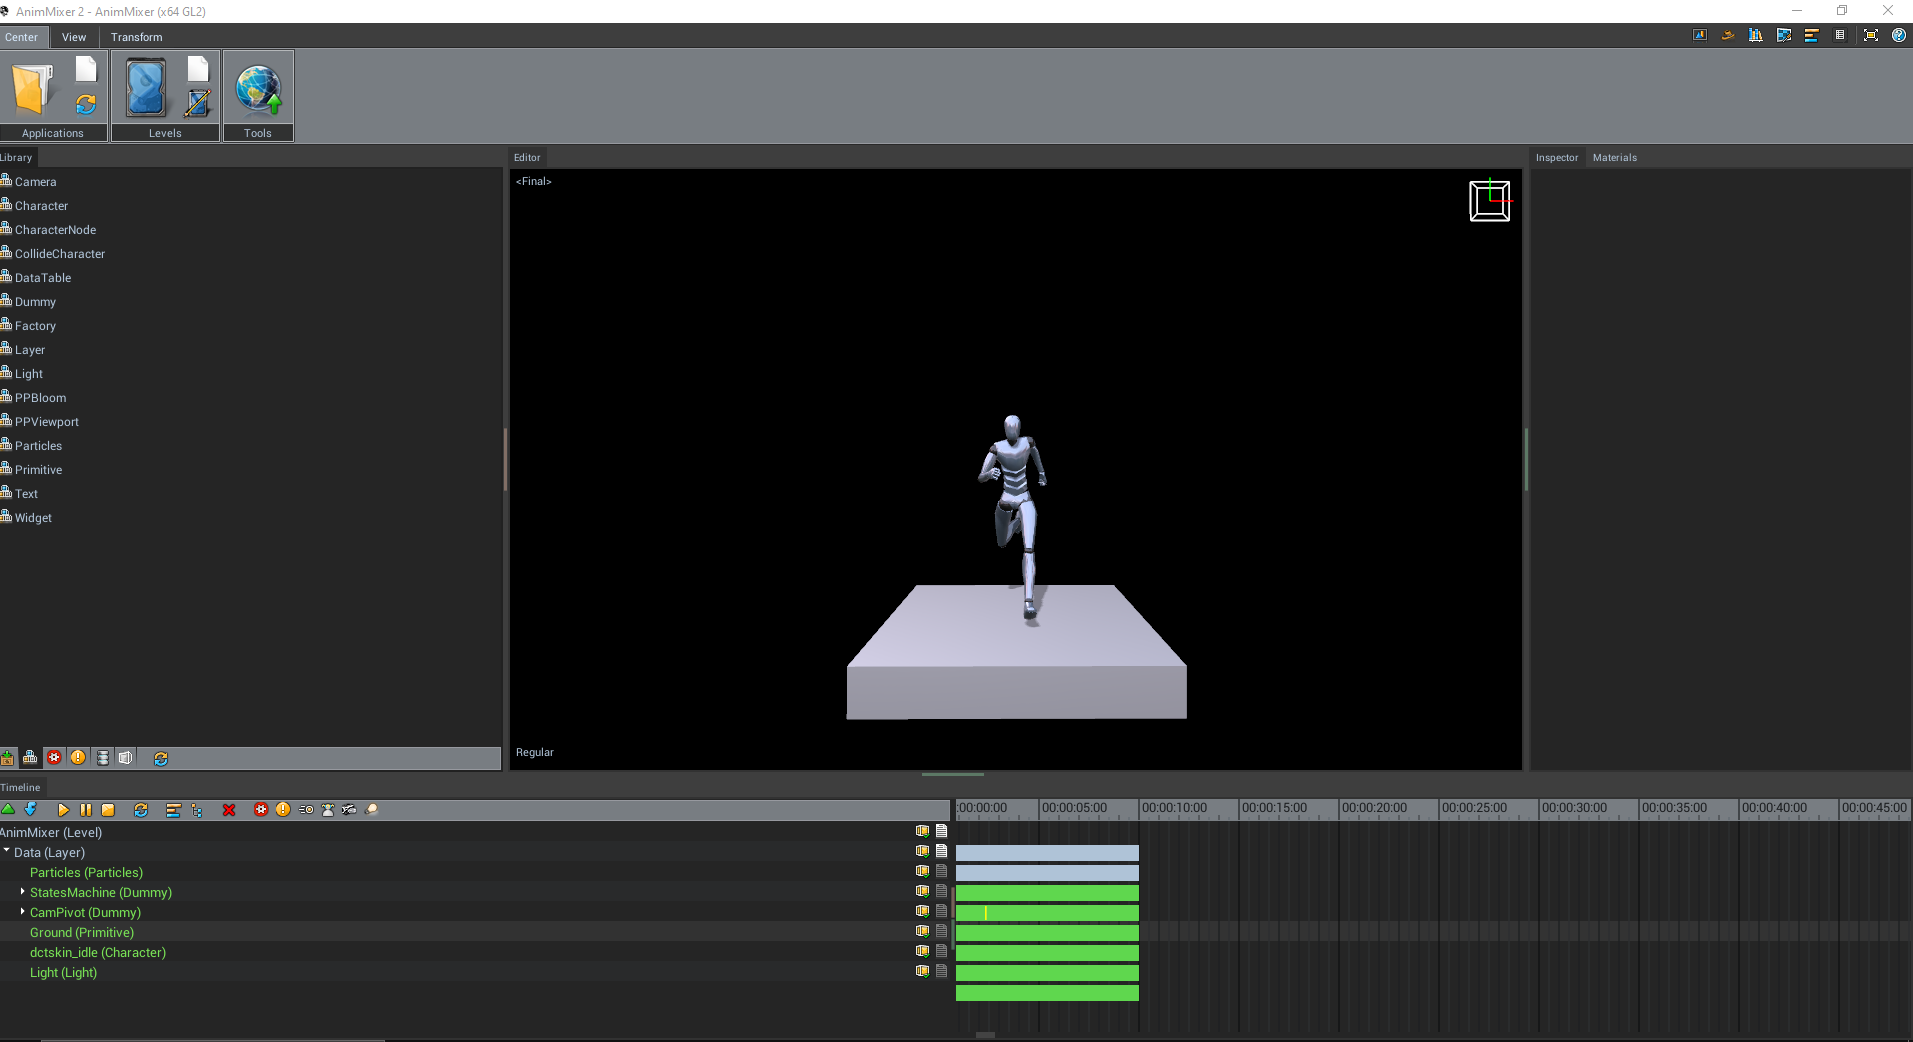 AnimMixer 2 - AnimMixer (x64 GL2)
Center View Transform
Applications Levels Tools
Library
Editor
Inspector Materials
<Final>
Camera
Character
CharacterNode
CollideCharacter
DataTable
Dummy
Factory
Layer
Light
PPBloom
PPViewport
Particles
Primitive
Text
Widget
Regular
Timeline
:00:00:00 00:00:05:00 00:00:10:00 00:00:15:00 00:00:20:00 00:00:25:00 00:00:30:00 00:00:35:00 00:00:40:00 00:00:45:00
AnimMixer (Level)
Data (Layer)
Particles (Particles)
StatesMachine (Dummy)
CamPivot (Dummy)
Ground (Primitive)
dctskin_idle (Character)
Light (Light)